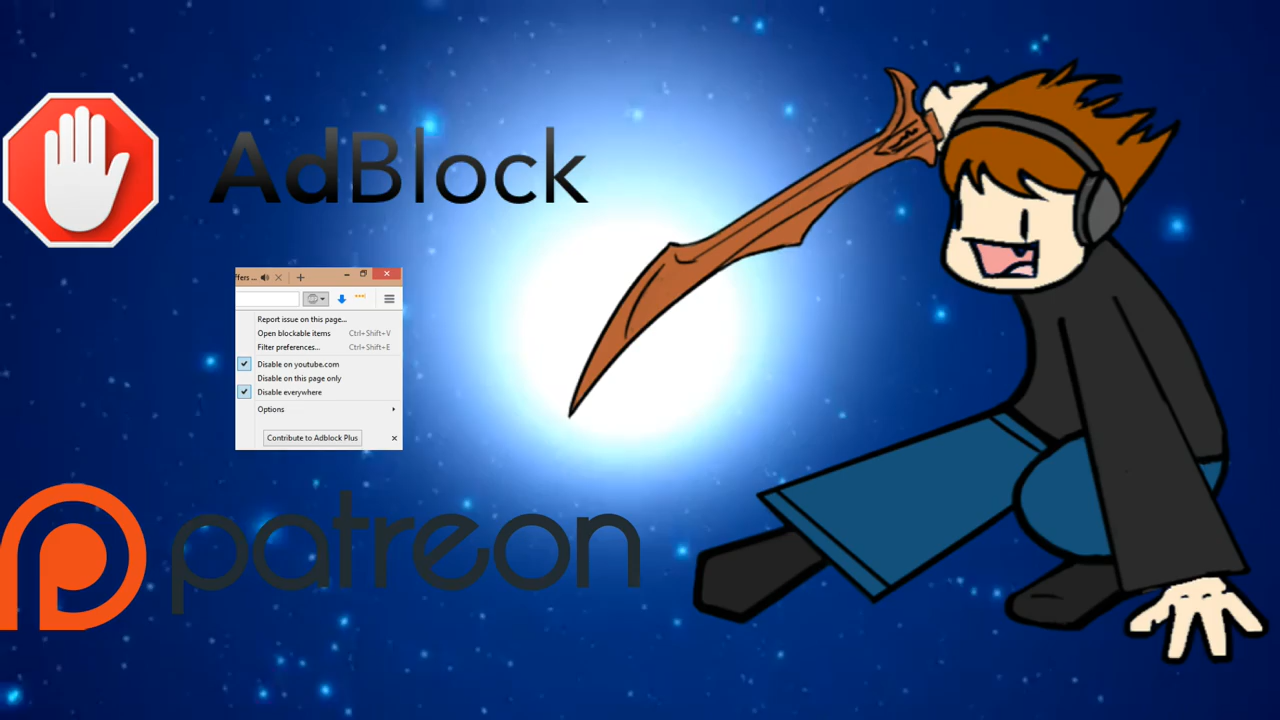 AdBlock
ffers ...
Report issue on this page...
Open blockable items Ctrl+Shift+V
Filter preferences... Ctrl+Shift+E
Disable on youtube.com
Disable on this page only
Disable everywhere
Options
Contribute to Adblock Plus
patreon